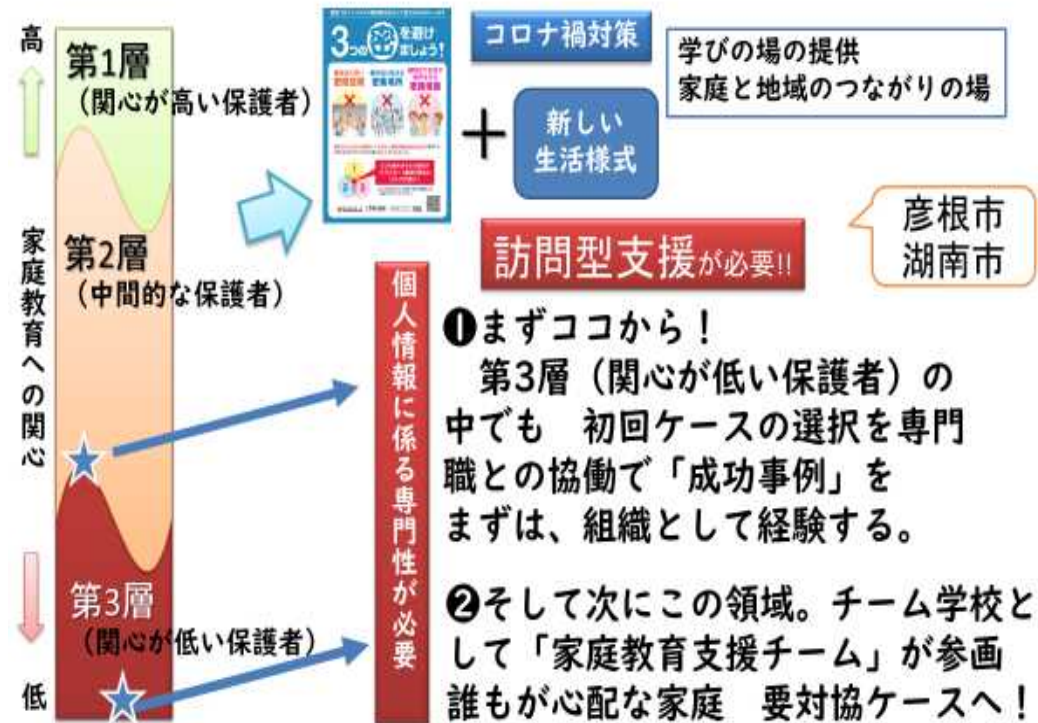 高
家庭教育への関心
低
第1層
(関心が高い保護者)
第2層
(中間的な保護者)
第3層
(関心が低い保護者)
3つの密を避け
ましょう!
コロナ禍対策
+
新しい
生活様式
学びの場の提供
家庭と地域のつながりの場
訪問型支援が必要!!
彦根市
湖南市
個人情報に係る専門性が必要
❶まずココから!
第3層(関心が低い保護者)の
中でも 初回ケースの選択を専門
職との協働で「成功事例」を
まずは、組織として経験する。
❷そして次にこの領域。チーム学校と
して「家庭教育支援チーム」が参画
誰もが心配な家庭 要対協ケースへ!